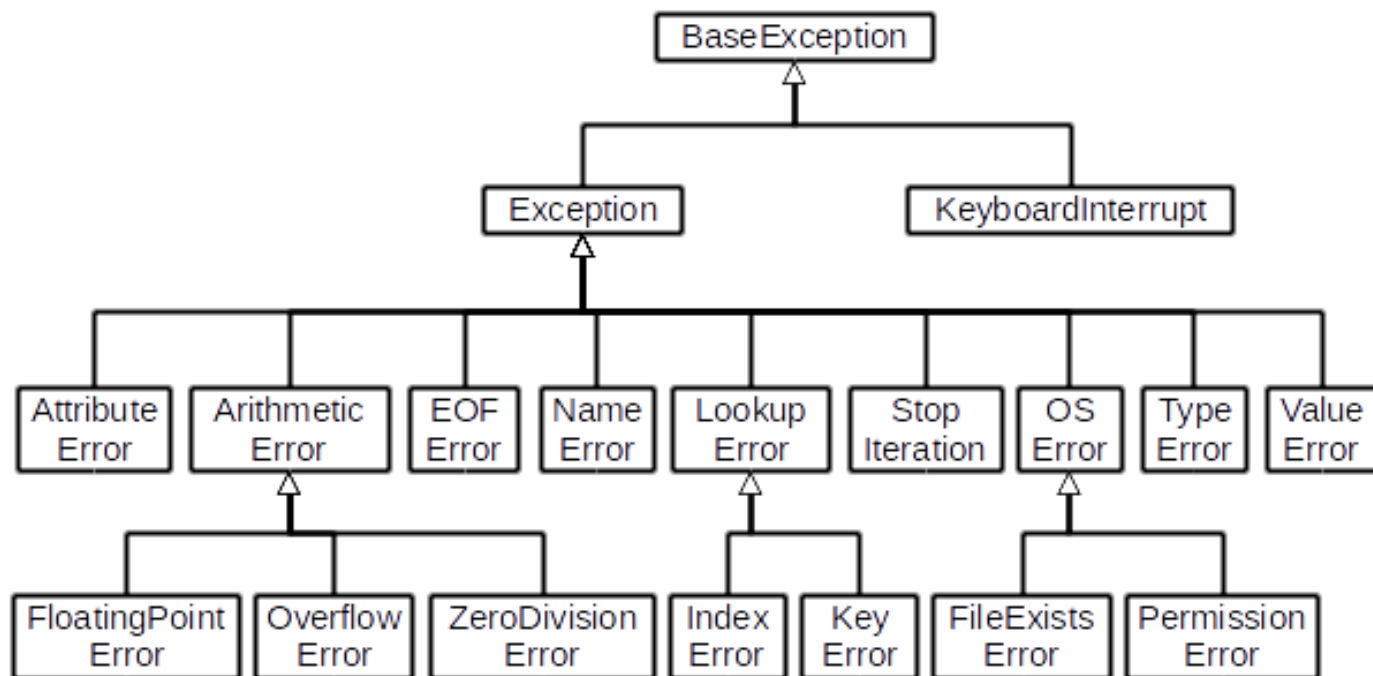 BaseException
Exception
KeyboardInterrupt
Attribute
Error
Arithmetic
Error
EOF
Error
Name
Error
Lookup
Error
Stop
Iteration
OS
Error
Type
Error
Value
Error
FloatingPoint
Error
Overflow
Error
ZeroDivision
Error
Index
Error
Key
Error
FileExists
Error
Permission
Error